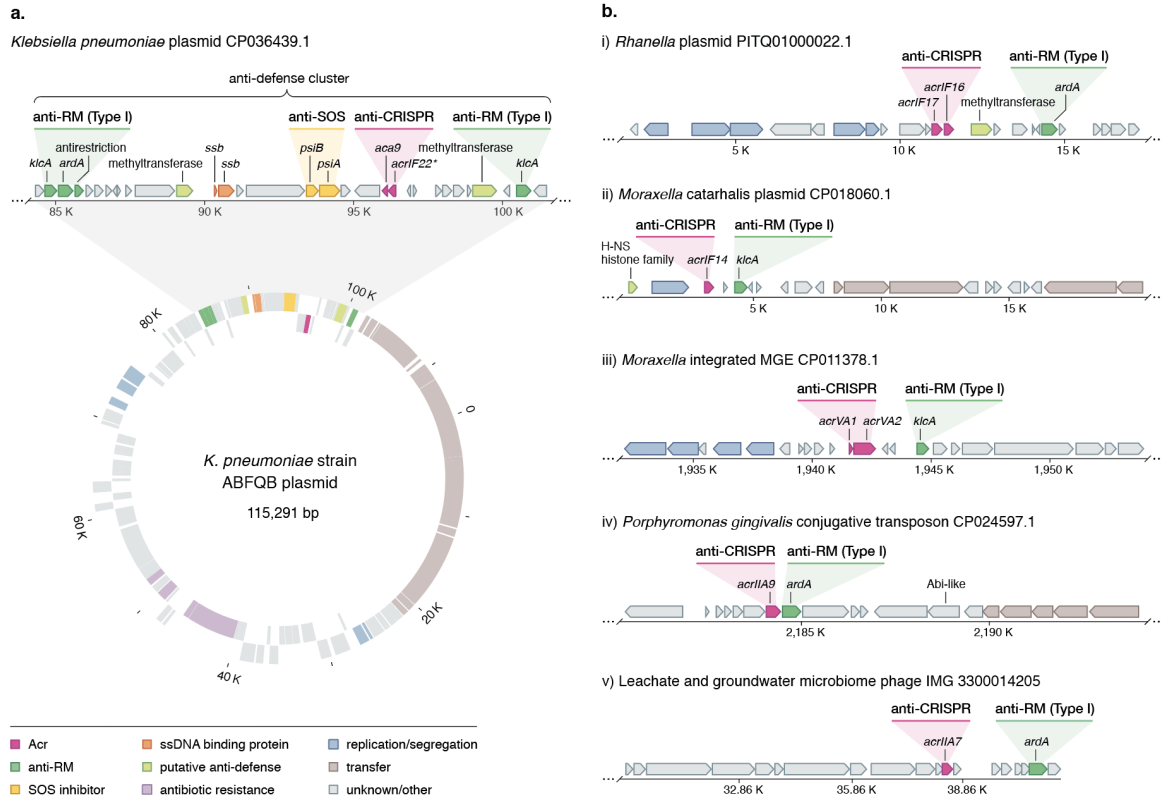 a.
Klebsiella pneumoniae plasmid CP036439.1
anti-defense cluster
anti-RM (Type I) anti-SOS anti-CRISPR anti-RM (Type I)
antirestriction ssb psiB aca9 methyltransferase
klcA ardA methyltransferase ssb psiA acrIF22* klcA
85 K 90 K 95 K 100 K
100 K
80 K
0
K. pneumoniae strain
ABFQB plasmid
115,291 bp
60 K
20 K
40 K
Acr ssDNA binding protein replication/segregation
anti-RM putative anti-defense transfer
SOS inhibitor antibiotic resistance unknown/other
b.
i) Rhanella plasmid PITQ01000022.1
anti-CRISPR anti-RM (Type I)
acrIF16 ardA
acrIF17 methyltransferase
5 K 10 K 15 K
ii) Moraxella catarhalis plasmid CP018060.1
anti-CRISPR anti-RM (Type I)
H-NS
histone family acrIF14 klcA
5 K 10 K 15 K
iii) Moraxella integrated MGE CP011378.1
anti-CRISPR anti-RM (Type I)
acrVA1 acrVA2 klcA
1,935 K 1,940 K 1,945 K 1,950 K
iv) Porphyromonas gingivalis conjugative transposon CP024597.1
anti-CRISPR anti-RM (Type I)
acrIIA9 ardA Abi-like
2,185 K 2,190 K
v) Leachate and groundwater microbiome phage IMG 3300014205
anti-CRISPR anti-RM (Type I)
acrIIA7 ardA
32.86 K 35.86 K 38.86 K